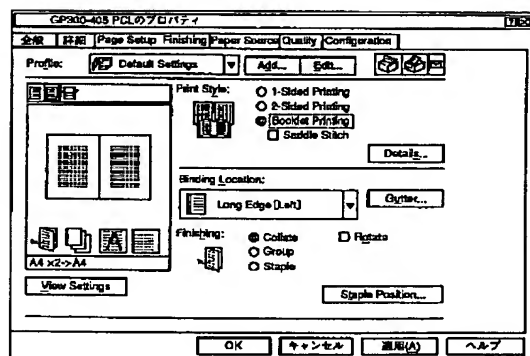 GP300-405 PCLのプロパティ
全般 詳細 Page Setup Finishing Paper Source Quality Configuration
Profile: Default Settings Add... Edit...
Print Style: 1-Sided Printing
2-Sided Printing
Booklet Printing
Saddle Stitch
Details...
Binding Location:
Long Edge [Left] Gutter...
Finishing: Collate Rotate
Group
Staple
A4 x2->A4
View Settings
Staple Position...
OK キャンセル 適用(A) ヘルプ